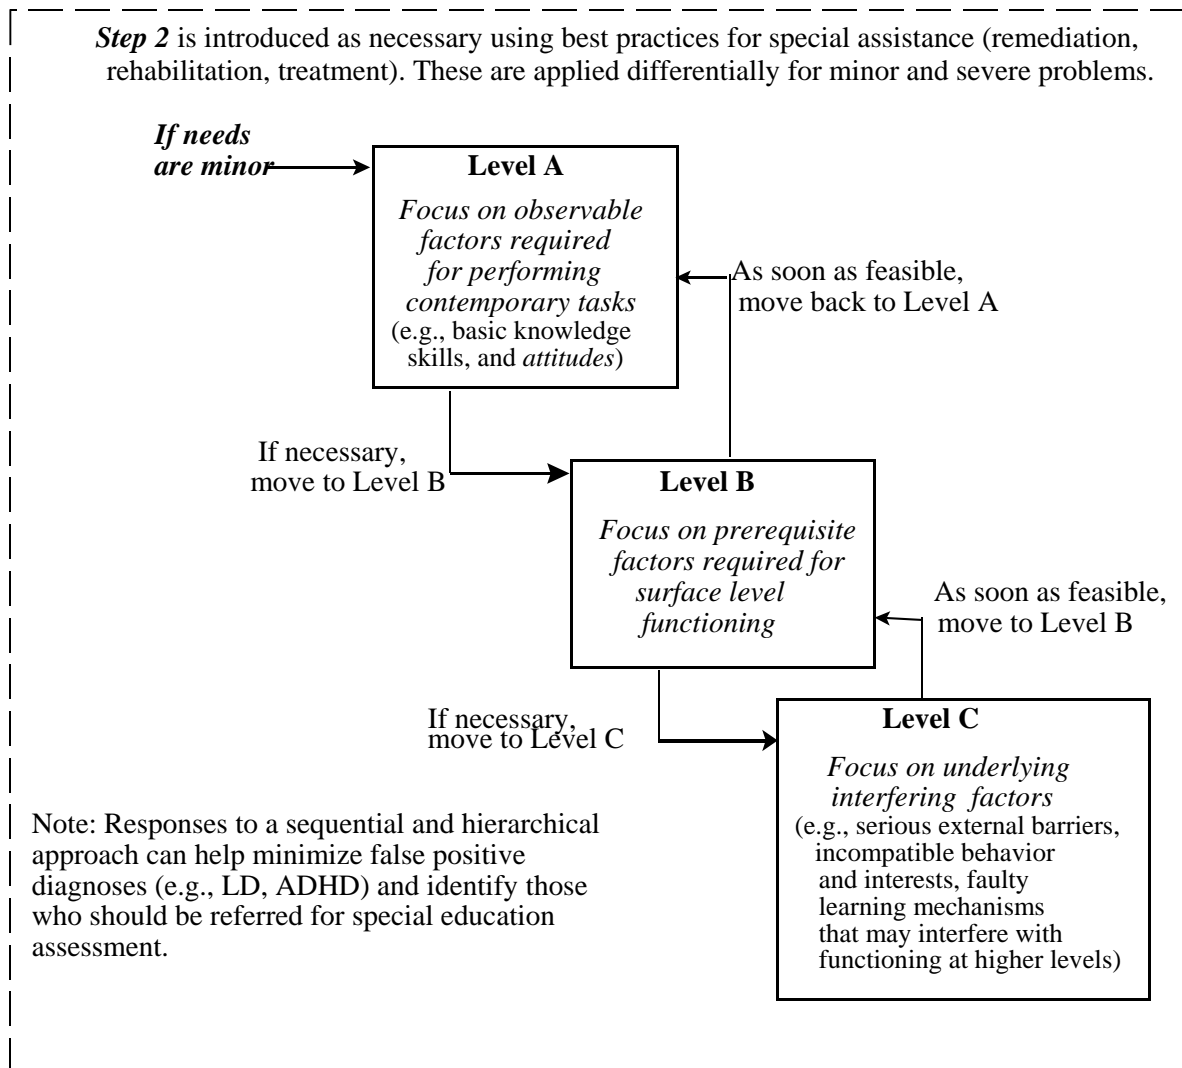 Step 2 is introduced as necessary using best practices for special assistance (remediation,
rehabilitation, treatment). These are applied differentially for minor and severe problems.
If needs
are minor
Level A
Focus on observable
factors required
for performing
contemporary tasks
(e.g., basic knowledge
skills, and attitudes)
As soon as feasible,
move back to Level A
If necessary,
move to Level B
Level B
Focus on prerequisite
factors required for
surface level
functioning
As soon as feasible,
move to Level B
If necessary,
move to Level C
Level C
Focus on underlying
interfering factors
(e.g., serious external barriers,
incompatible behavior
and interests, faulty
learning mechanisms
that may interfere with
functioning at higher levels)
Note: Responses to a sequential and hierarchical
approach can help minimize false positive
diagnoses (e.g., LD, ADHD) and identify those
who should be referred for special education
assessment.